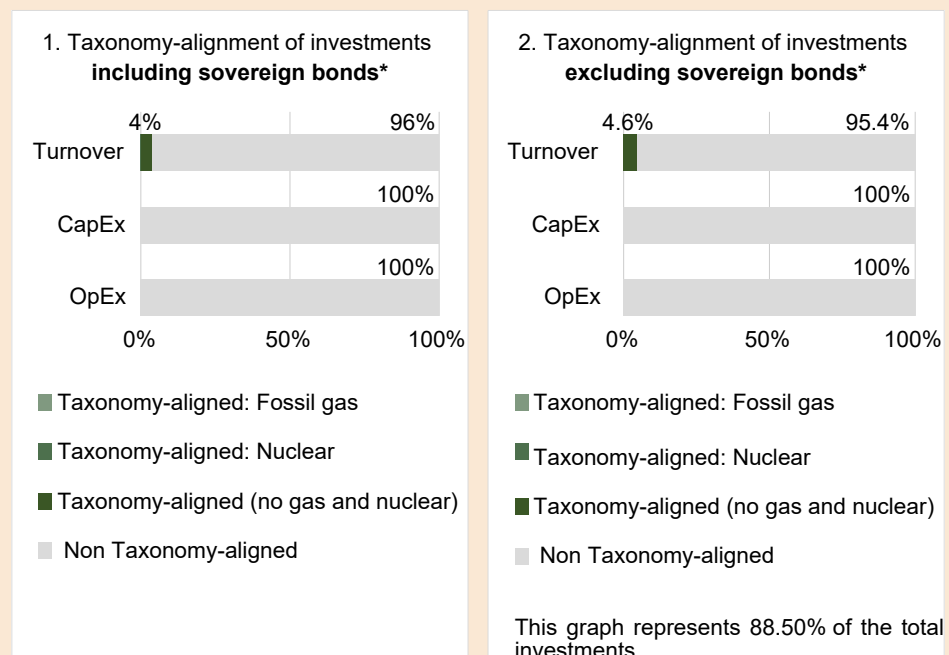 1. Taxonomy-alignment of investments
including sovereign bonds*
4%
96%
Turnover
100%
CapEx
100%
OpEx
0%
50%
100%
Taxonomy-aligned: Fossil gas
Taxonomy-aligned: Nuclear
Taxonomy-aligned (no gas and nuclear)
Non Taxonomy-aligned
2. Taxonomy-alignment of investments
excluding sovereign bonds*
4.6%
95.4%
Turnover
100%
CapEx
100%
OpEx
0%
50%
100%
Taxonomy-aligned: Fossil gas
Taxonomy-aligned: Nuclear
Taxonomy-aligned (no gas and nuclear)
Non Taxonomy-aligned
This graph represents 88.50% of the total
investments